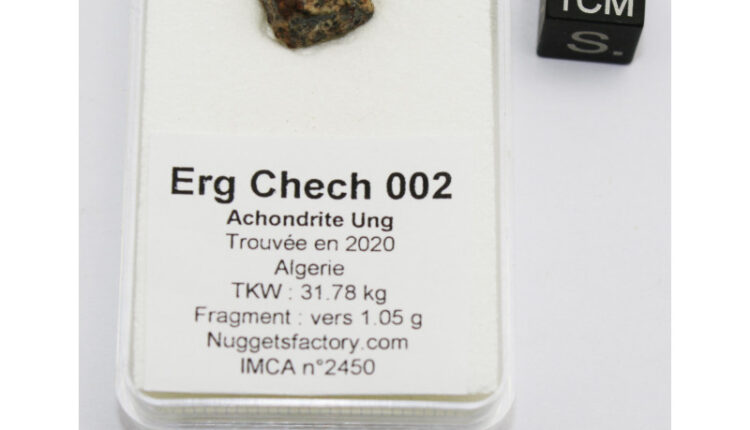 1CM
S.
Erg Chech 002
Achondrite Ung
Trouvée en 2020
Algerie
TKW : 31.78 kg
Fragment : vers 1.05 g
Nuggetsfactory.com
IMCA n°2450